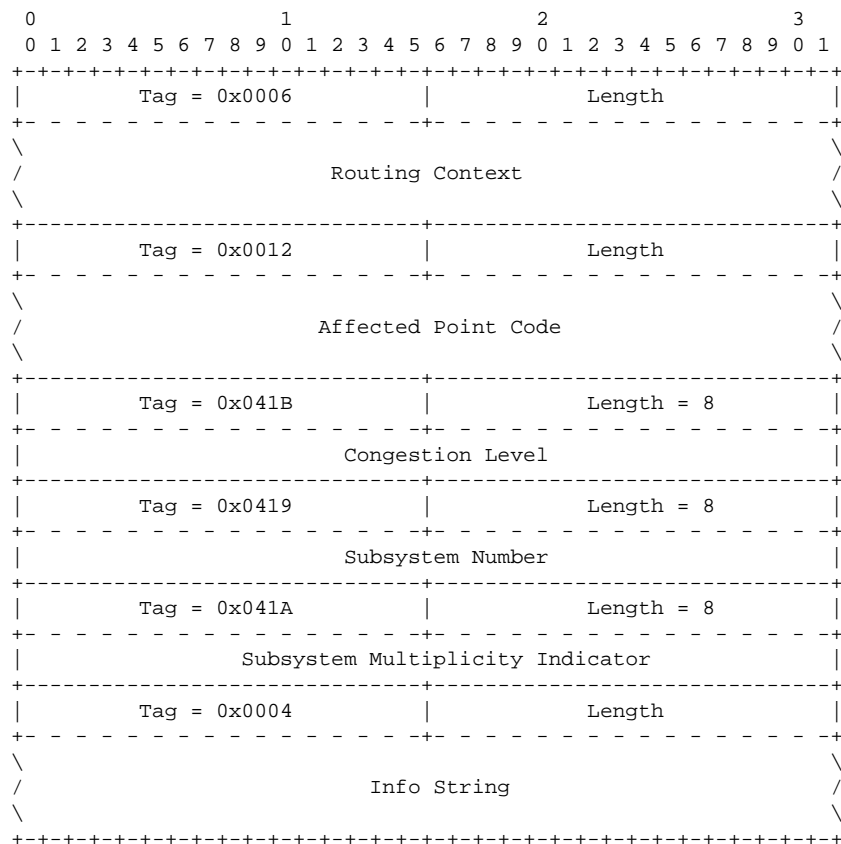 0                   1                   2                   3
 0 1 2 3 4 5 6 7 8 9 0 1 2 3 4 5 6 7 8 9 0 1 2 3 4 5 6 7 8 9 0 1
+-+-+-+-+-+-+-+-+-+-+-+-+-+-+-+-+-+-+-+-+-+-+-+-+-+-+-+-+-+-+-+-+
|         Tag = 0x0006          |            Length             |
+- - - - - - - - - - - - - - - -+- - - - - - - - - - - - - - - -+
\                                                               \
/                        Routing Context                        /
\                                                               \
+-------------------------------+-------------------------------+
|         Tag = 0x0012          |            Length             |
+- - - - - - - - - - - - - - - -+- - - - - - - - - - - - - - - -+
\                                                               \
/                       Affected Point Code                     /
\                                                               \
+-------------------------------+-------------------------------+
|         Tag = 0x041B          |            Length = 8         |
+- - - - - - - - - - - - - - - -+- - - - - - - - - - - - - - - -+
|                         Congestion Level                      |
+-------------------------------+-------------------------------+
|         Tag = 0x0419          |            Length = 8         |
+- - - - - - - - - - - - - - - -+- - - - - - - - - - - - - - - -+
|                         Subsystem Number                      |
+-------------------------------+-------------------------------+
|         Tag = 0x041A          |            Length = 8         |
+- - - - - - - - - - - - - - - -+- - - - - - - - - - - - - - - -+
|                 Subsystem Multiplicity Indicator              |
+-------------------------------+-------------------------------+
|         Tag = 0x0004          |            Length             |
+- - - - - - - - - - - - - - - -+- - - - - - - - - - - - - - - -+
\                                                               \
/                           Info String                         /
\                                                               \
+-+-+-+-+-+-+-+-+-+-+-+-+-+-+-+-+-+-+-+-+-+-+-+-+-+-+-+-+-+-+-+-+